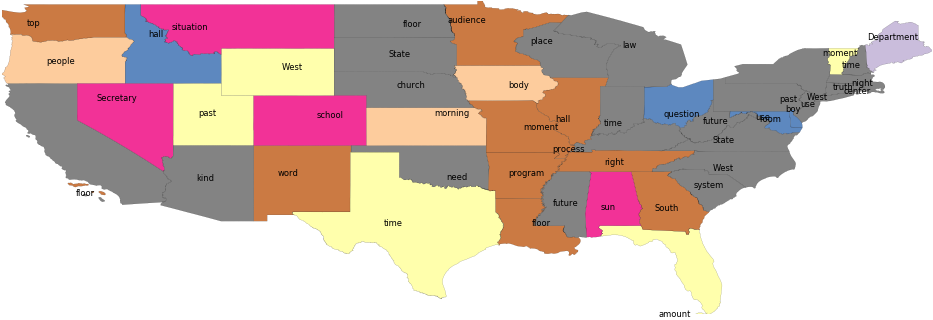 top
hall
situation
floor
audience
place
law
Department
moment
time
people
West
State
church
body
Secretary
past
school
morning
moment
hall
time
question
future
past
boy
West
use
truth
night
center
use
room
State
process
right
West
kind
word
need
program
future
sun
South
system
floor
time
floor
amount